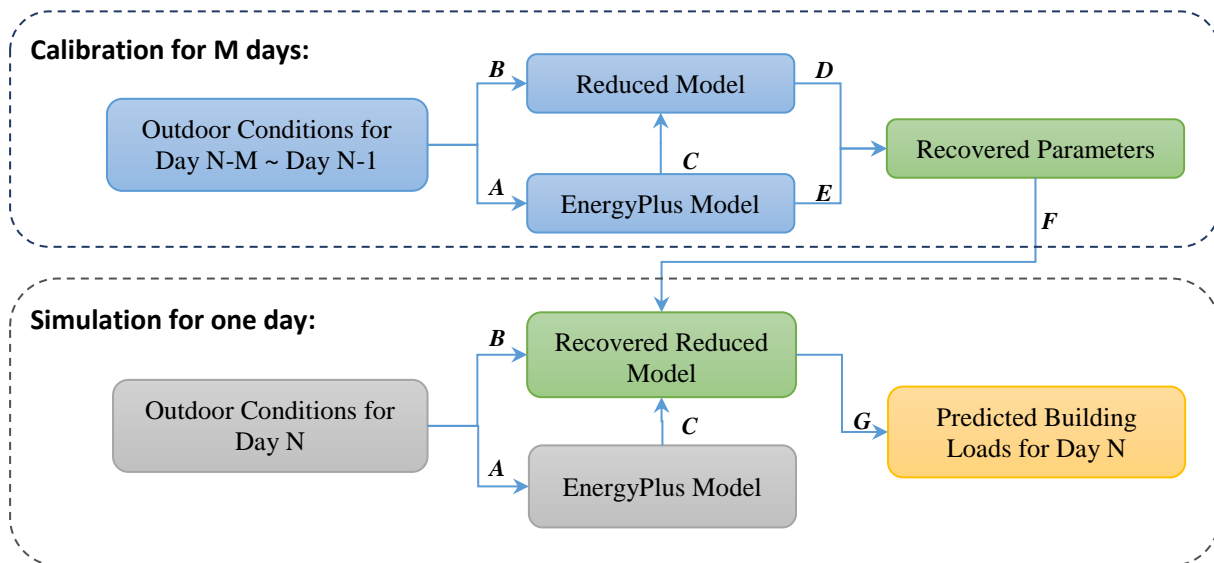 Calibration for M days:
B
Reduced Model
D
Outdoor Conditions for
Day N-M ~ Day N-1
C
Recovered Parameters
A
EnergyPlus Model
E
F
Simulation for one day:
B
Recovered Reduced
Model
Outdoor Conditions for
Day N
C
G
Predicted Building
Loads for Day N
A
EnergyPlus Model